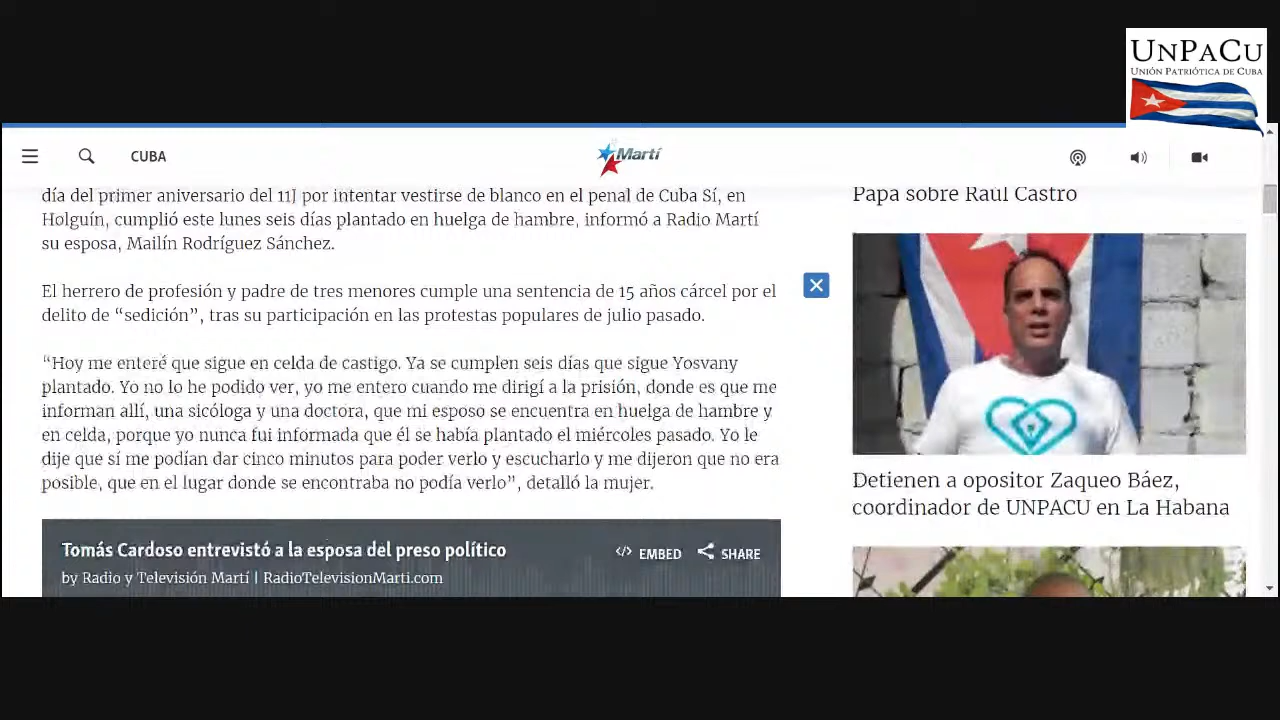 UNPACU
UNIÓN PATRIÓTICA DE CUBA
CUBA
Martí
día del primer aniversario del 11J por intentar vestirse de blanco en el penal de Cuba Sí, en
Holguín, cumplió este lunes seis días plantado en huelga de hambre, informó a Radio Martí
su esposa, Mailín Rodríguez Sánchez.
El herrero de profesión y padre de tres menores cumple una sentencia de 15 años cárcel por el
delito de “sedición”, tras su participación en las protestas populares de julio pasado.
“Hoy me enteré que sigue en celda de castigo. Ya se cumplen seis días que sigue Yosvany
plantado. Yo no lo he podido ver, yo me entero cuando me dirigí a la prisión, donde es que me
informan allí, una sicóloga y una doctora, que mi esposo se encuentra en huelga de hambre y
en celda, porque yo nunca fui informada que él se había plantado el miércoles pasado. Yo le
dije que sí me podían dar cinco minutos para poder verlo y escucharlo y me dijeron que no era
posible, que en el lugar donde se encontraba no podía verlo”, detalló la mujer.
Tomás Cardoso entrevistó a la esposa del preso político
EMBED
SHARE
by Radio y Televisión Martí | RadioTelevisionMarti.com
Papa sobre Raúl Castro
Detienen a opositor Zaqueo Báez,
coordinador de UNPACU en La Habana